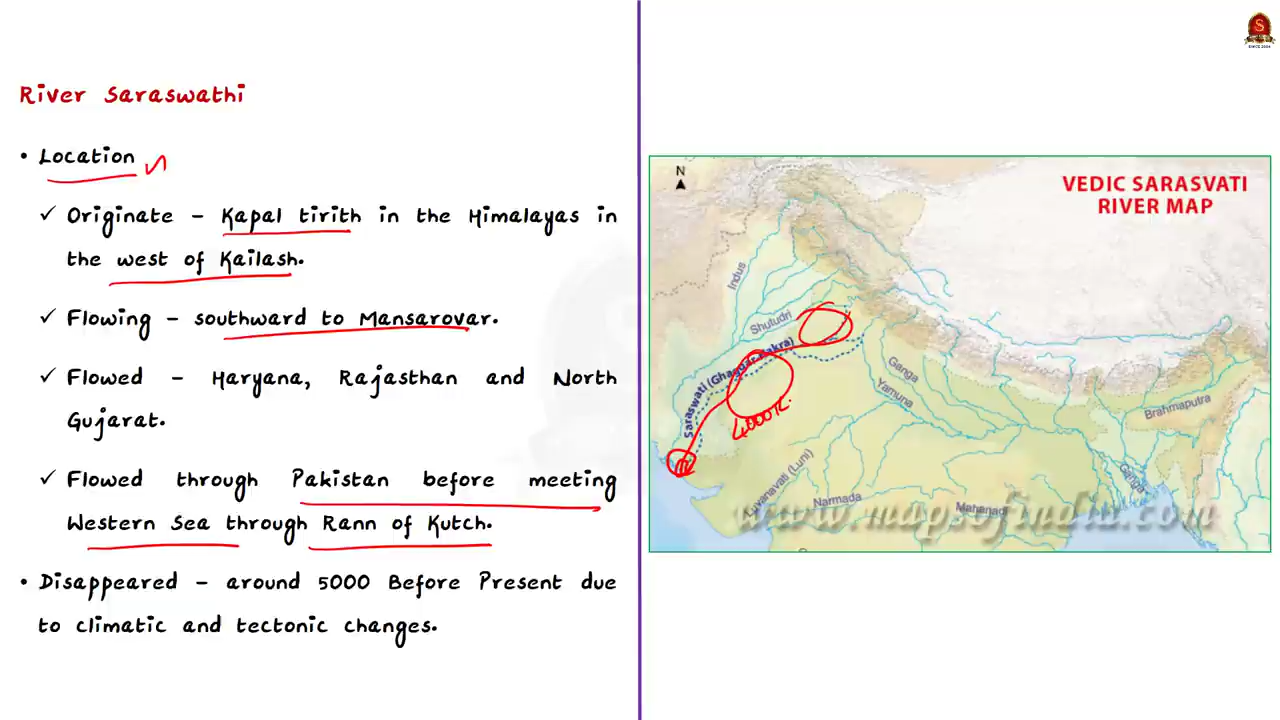 River Saraswathi
• Location
✓ Originate – Kapal tirith in the Himalayas in
the west of Kailash.
✓ Flowing – southward to Mansarovar.
✓ Flowed – Haryana, Rajasthan and North
Gujarat.
✓ Flowed through Pakistan before meeting
Western Sea through Rann of Kutch.
• Disappeared – around 5000 Before Present due
to climatic and tectonic changes.
S
SINCE 2004
N
VEDIC SARASVATI
RIVER MAP
Indus
Shutudri
Saraswati (Ghaggar Hakra)
Ganga
Yamuna
Brahmaputra
Lavanavati (Luni)
Narmada
Mahanadi
Ganga
www.mapsofindia.com